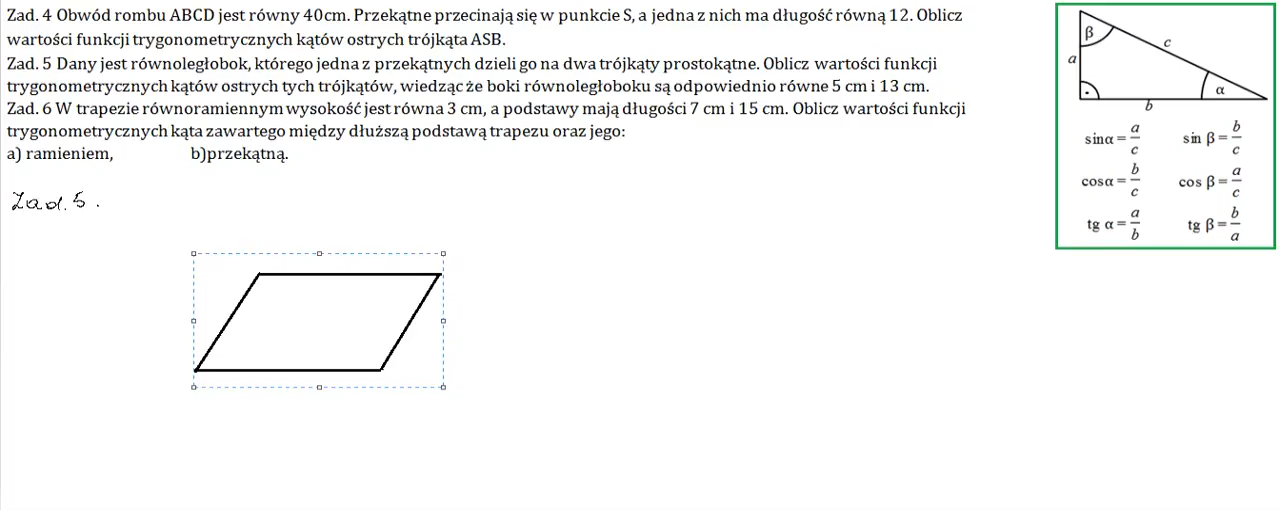 Zad. 4 Obwód rombu ABCD jest równy 40cm. Przekątne przecinają się w punkcie S, a jedna z nich ma długość równą 12. Oblicz
wartości funkcji trygonometrycznych kątów ostrych trójkąta ASB.
Zad. 5 Dany jest równoległobok, którego jedna z przekątnych dzieli go na dwa trójkąty prostokątne. Oblicz wartości funkcji
trygonometrycznych kątów ostrych tych trójkątów, wiedząc że boki równoległoboku są odpowiednio równe 5 cm i 13 cm.
Zad. 6 W trapezie równoramiennym wysokość jest równa 3 cm, a podstawy mają długości 7 cm i 15 cm. Oblicz wartości funkcji
trygonometrycznych kąta zawartego między dłuższą podstawą trapezu oraz jego:
a) ramieniem, b)przekątną.
Zad. 5.
β
c
a
α
b
sinα = a/c sin β = b/c
cosα = b/c cos β = a/c
tg α = a/b tg β = b/a